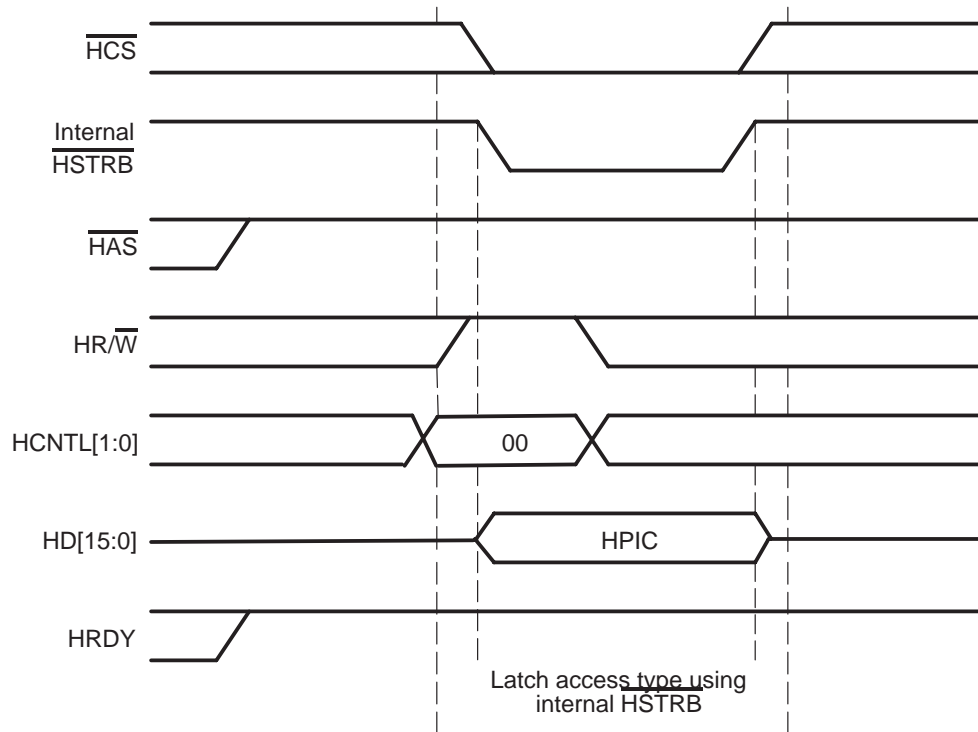 HCS
Internal
HSTRB
HAS
HR/W
HCNTL[1:0]
00
HD[15:0]
HPIC
HRDY
Latch access type using
internal HSTRB